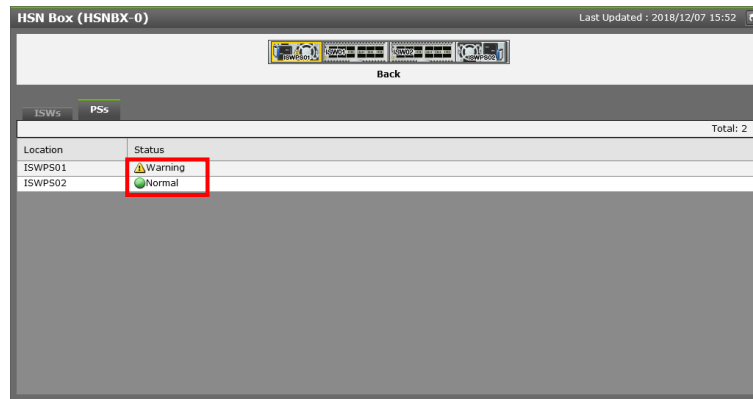 HSN Box (HSNBX-0) Last Updated : 2018/12/07 15:52
ISWPS01 ISW01 ISW02 ISWPS02
Back
ISWs PSs
Total: 2
Location Status
ISWPS01 Warning
ISWPS02 Normal